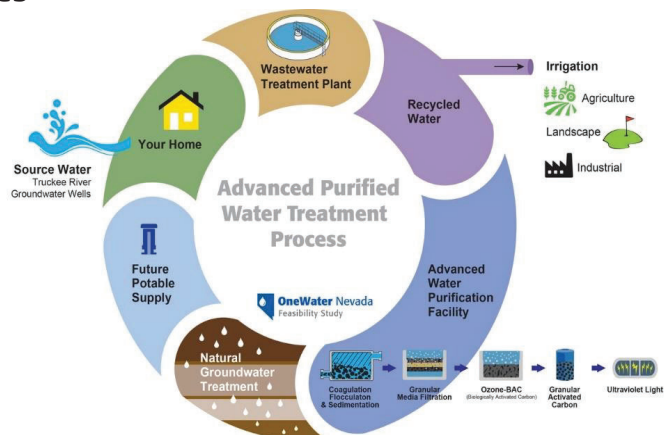 Wastewater
Treatment Plant
Recycled
Water
Irrigation
Agriculture
Landscape
Industrial
Your Home
Source Water
Truckee River
Groundwater Wells
Advanced Purified
Water Treatment
Process
Future
Potable
Supply
OneWater Nevada
Feasibility Study
Advanced
Water
Purification
Facility
Natural
Groundwater
Treatment
Coagulation
Flocculaton
& Sedimentation
Granular
Media Filtration
Ozone-BAC
(Biologically Activated Carbon)
Granular
Activated
Carbon
Ultraviolet Light